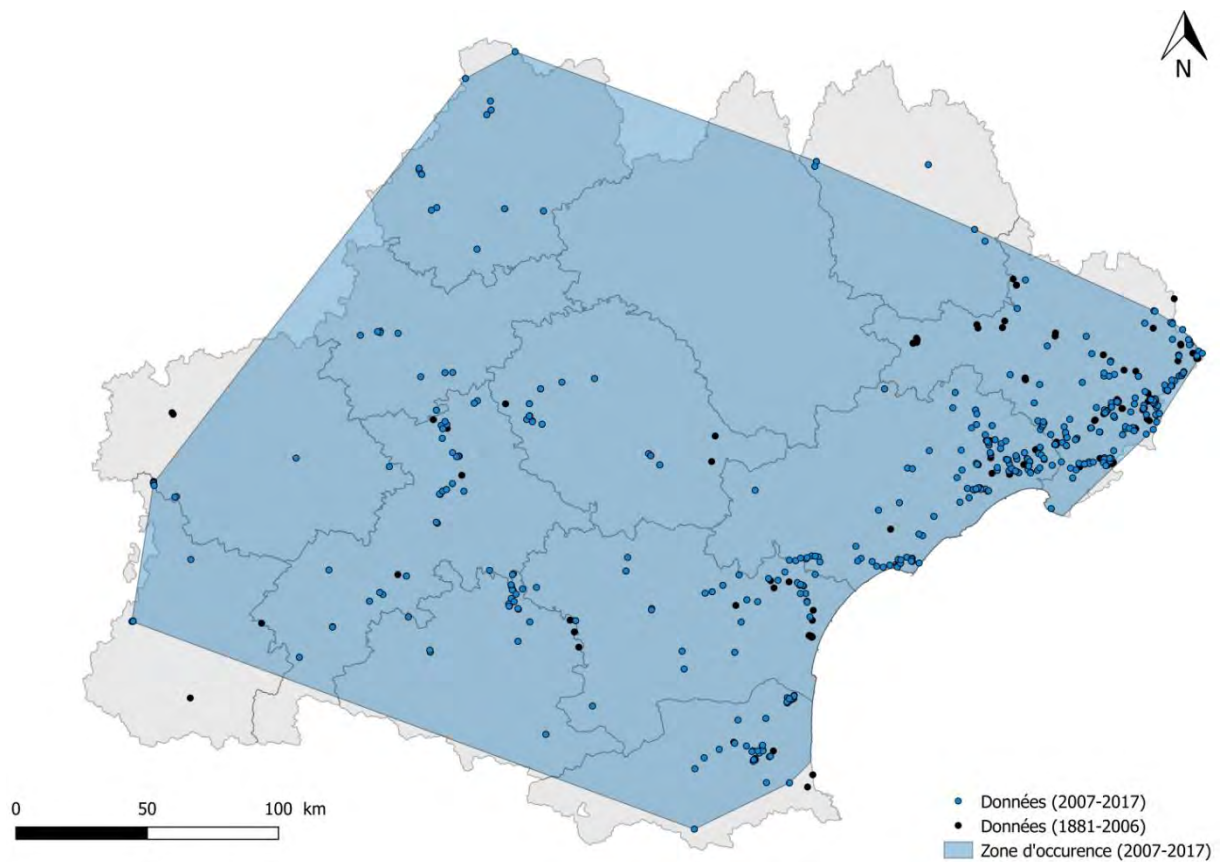 N
0 50 100 km
Données (2007-2017)
Données (1881-2006)
Zone d'occurence (2007-2017)